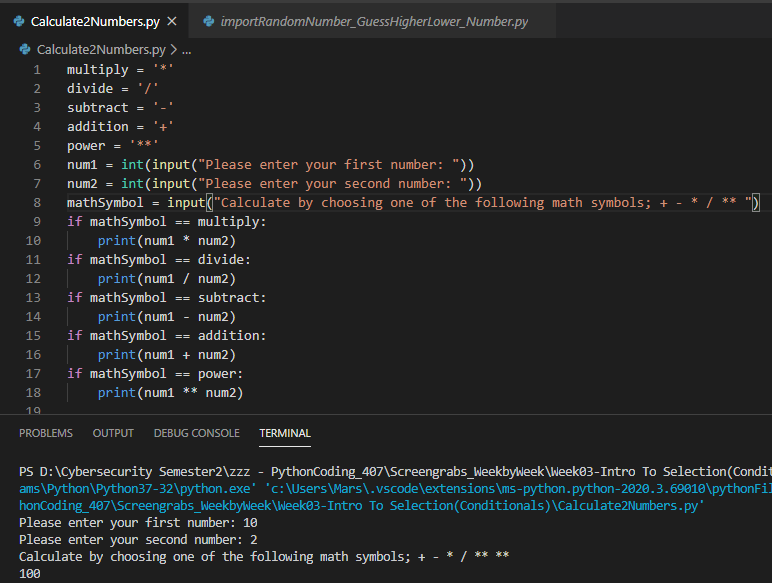 Calculate2Numbers.py
importRandomNumber_GuessHigherLower_Number.py
Calculate2Numbers.py > ...
1 multiply = '*'
2 divide = '/'
3 subtract = '-'
4 addition = '+'
5 power = '**'
6 num1 = int(input("Please enter your first number: "))
7 num2 = int(input("Please enter your second number: "))
8 mathSymbol = input("Calculate by choosing one of the following math symbols; + - * / ** ")
9 if mathSymbol == multiply:
10 print(num1 * num2)
11 if mathSymbol == divide:
12 print(num1 / num2)
13 if mathSymbol == subtract:
14 print(num1 - num2)
15 if mathSymbol == addition:
16 print(num1 + num2)
17 if mathSymbol == power:
18 print(num1 ** num2)
19
PROBLEMS OUTPUT DEBUG CONSOLE TERMINAL
PS D:\Cybersecurity Semester2\zzz - PythonCoding_407\Screengrabs_WeekbyWeek\Week03-Intro To Selection(Condit
ams\Python\Python37-32\python.exe' 'c:\Users\Mars\.vscode\extensions\ms-python.python-2020.3.69010\pythonFil
honCoding_407\Screengrabs_WeekbyWeek\Week03-Intro To Selection(Conditionals)\Calculate2Numbers.py'
Please enter your first number: 10
Please enter your second number: 2
Calculate by choosing one of the following math symbols; + - * / ** **
100